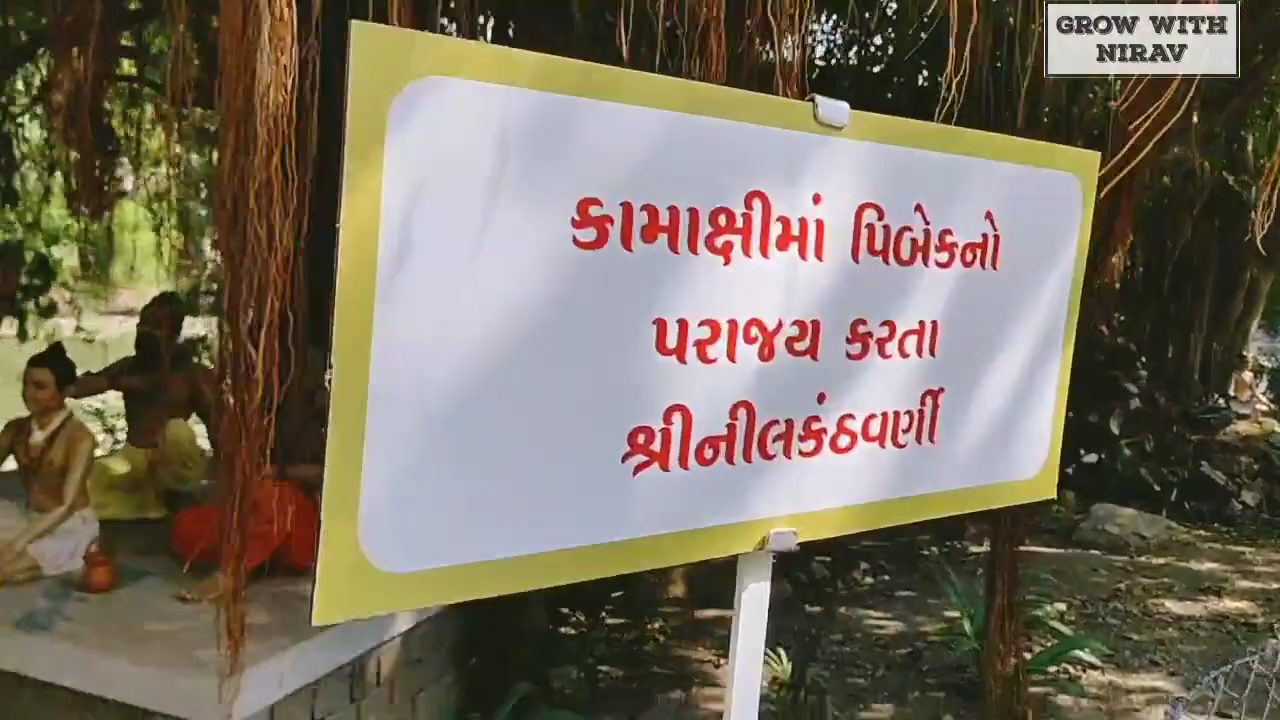 GROW WITH
NIRAV
કામાક્ષીમાં પિબેકનો
પરાજય કરતા
શ્રીનીલકંઠવર્ણી